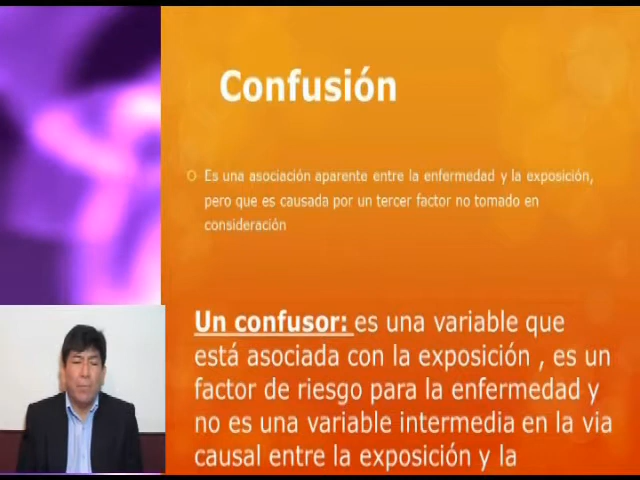 Confusión
Es una asociación aparente entre la enfermedad y la exposición,
pero que es causada por un tercer factor no tomado en
consideración
Un confusor: es una variable que
está asociada con la exposición , es un
factor de riesgo para la enfermedad y
no es una variable intermedia en la via
causal entre la exposición y la